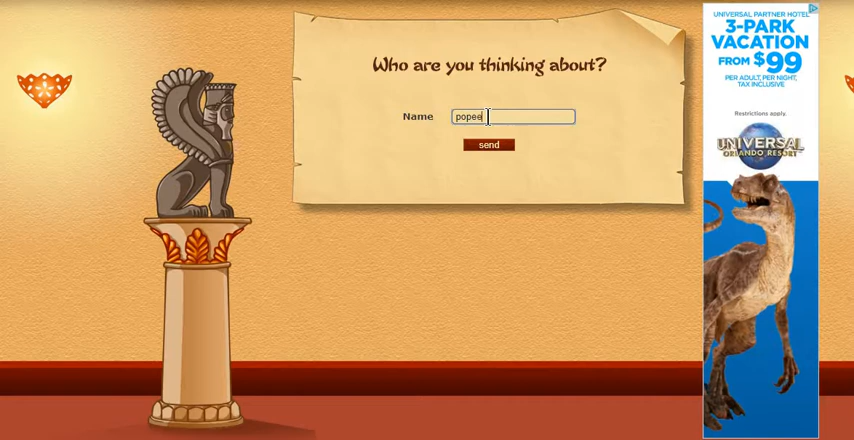 Who are you thinking about?
Name
popee
send
UNIVERSAL PARTNER HOTEL
3-PARK
VACATION
FROM $99
PER ADULT, PER NIGHT,
TAX INCLUSIVE
Restrictions apply.
UNIVERSAL
ORLANDO RESORT